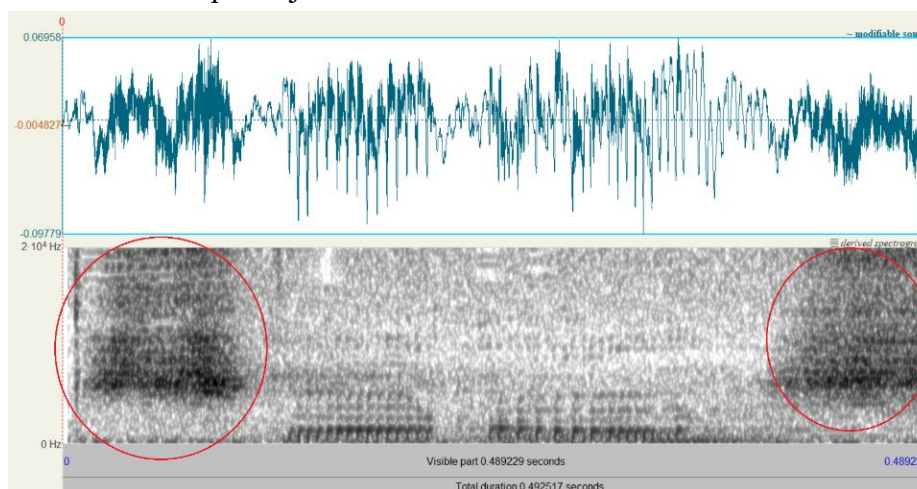 0
0.06958
~ modifiable sou
-0.004827
-0.09779
2·10⁴ Hz
derived spectrogra
0 Hz
0
Visible part 0.489229 seconds
0.4892
Total duration 0.492517 seconds